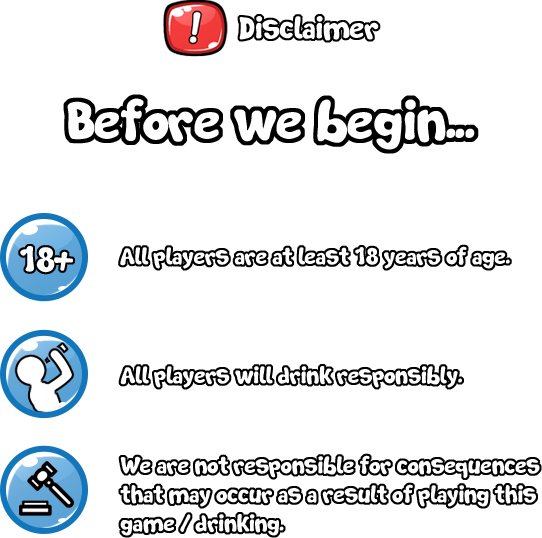 !
Disclaimer
Before we begin...
18+
All players are at least 18 years of age.
All players will drink responsibly.
We are not responsible for consequences
that may occur as a result of playing this
game / drinking.